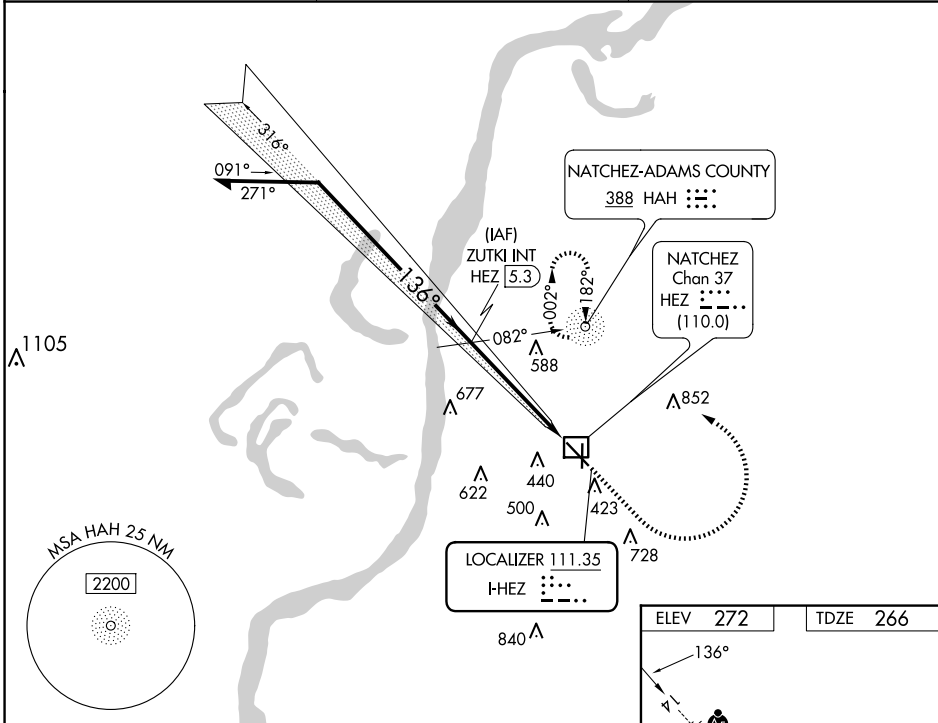 316°
091°
271°
136°
(IAF)
ZUTKI INT
HEZ 5.3
NATCHEZ-ADAMS COUNTY
388 HAH
NATCHEZ
Chan 37
HEZ
(110.0)
002°
182°
082°
1105
588
677
852
440
622
500
423
728
LOCALIZER 111.35
I-HEZ
840
MSA HAH 25 NM
2200
ELEV 272
TDZE 266
136°
14